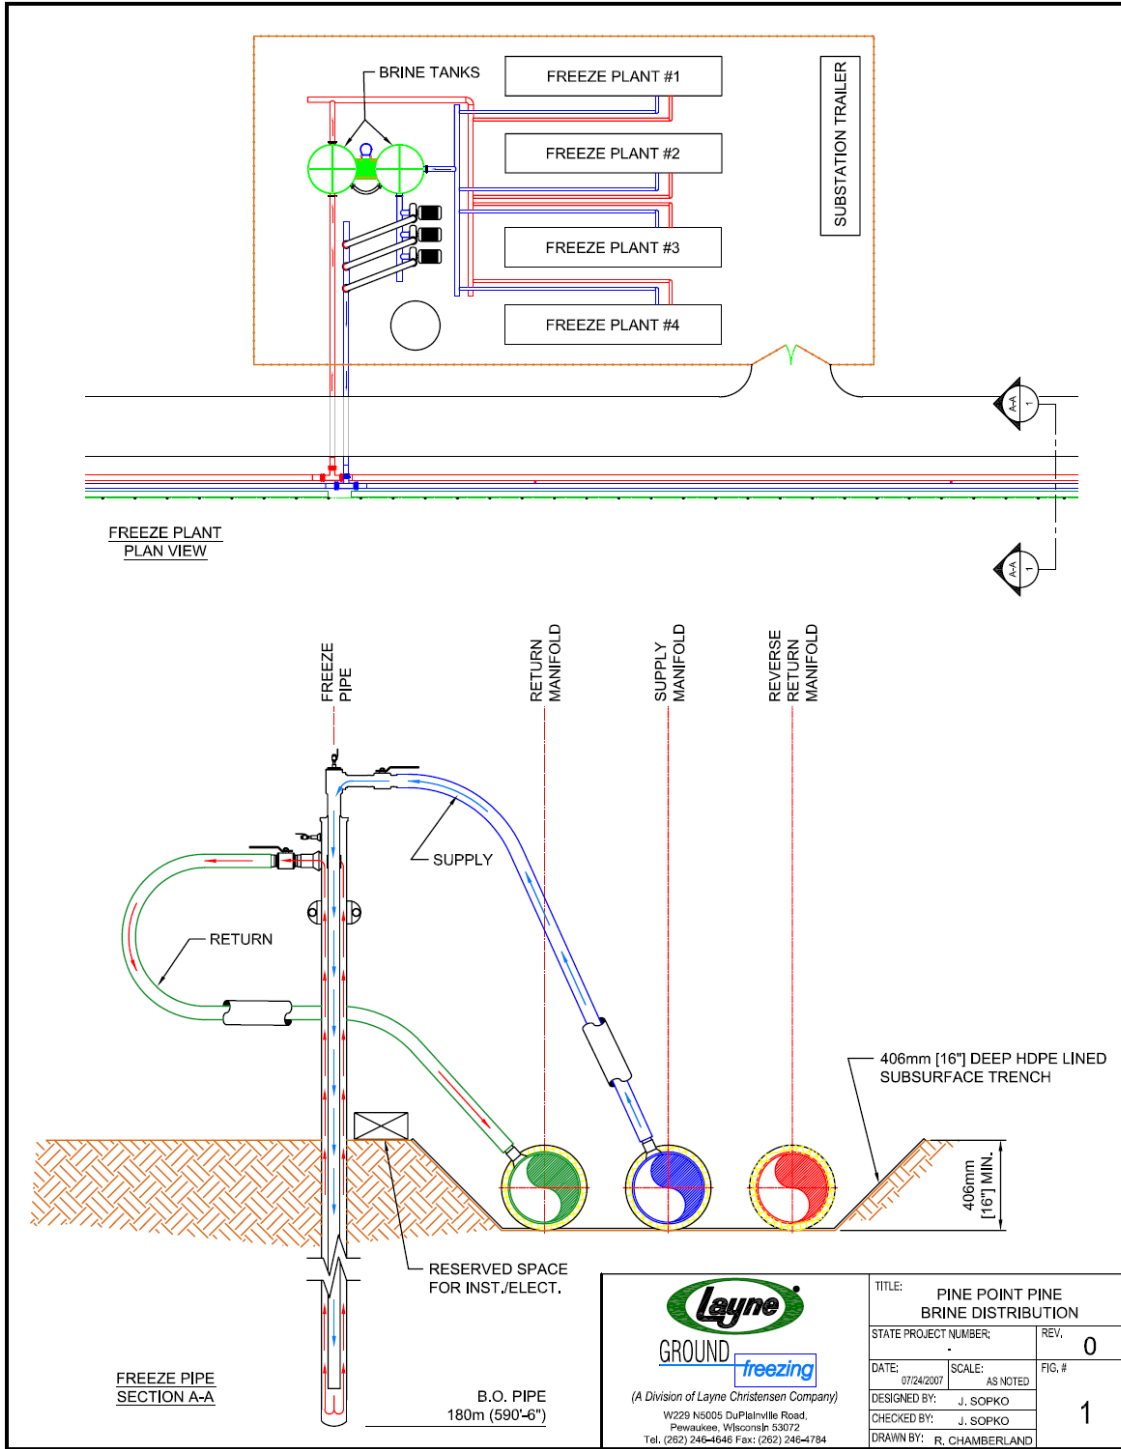 BRINE TANKS
FREEZE PLANT #1
FREEZE PLANT #2
FREEZE PLANT #3
FREEZE PLANT #4
SUBSTATION TRAILER
A-A
1
A-A
1
FREEZE PLANT
PLAN VIEW
FREEZE
PIPE
RETURN
MANIFOLD
SUPPLY
MANIFOLD
REVERSE
RETURN
MANIFOLD
SUPPLY
RETURN
406mm [16"] DEEP HDPE LINED
SUBSURFACE TRENCH
406mm
[16"] MIN.
RESERVED SPACE
FOR INST./ELECT.
FREEZE PIPE
SECTION A-A
B.O. PIPE
180m (590'-6")
Layne
GROUND
freezing
(A Division of Layne Christensen Company)
W229 N5005 DuPlainville Road,
Pewaukee, Wisconsin 53072
Tel. (262) 246-4646 Fax: (262) 246-4784
TITLE:
PINE POINT PINE
BRINE DISTRIBUTION
STATE PROJECT NUMBER:
-
REV.
0
DATE:
07/24/2007
SCALE:
AS NOTED
FIG. #
1
DESIGNED BY: J. SOPKO
CHECKED BY: J. SOPKO
DRAWN BY: R. CHAMBERLAND